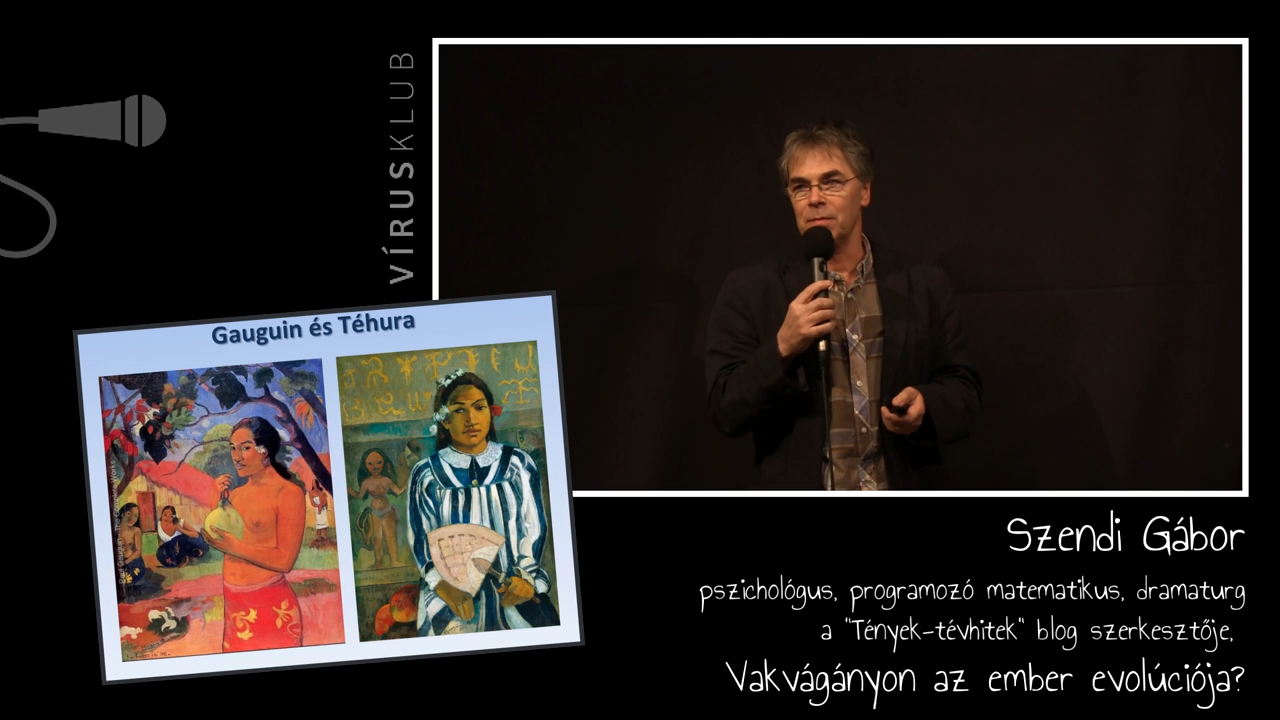 VÍRUSKLUB
Gauguin és Téhura
Szendi Gábor
pszichológus, programozó matematikus, dramaturg
a "Tények-tévhitek" blog szerkesztője,
Vakvágányon az ember evolúciója?